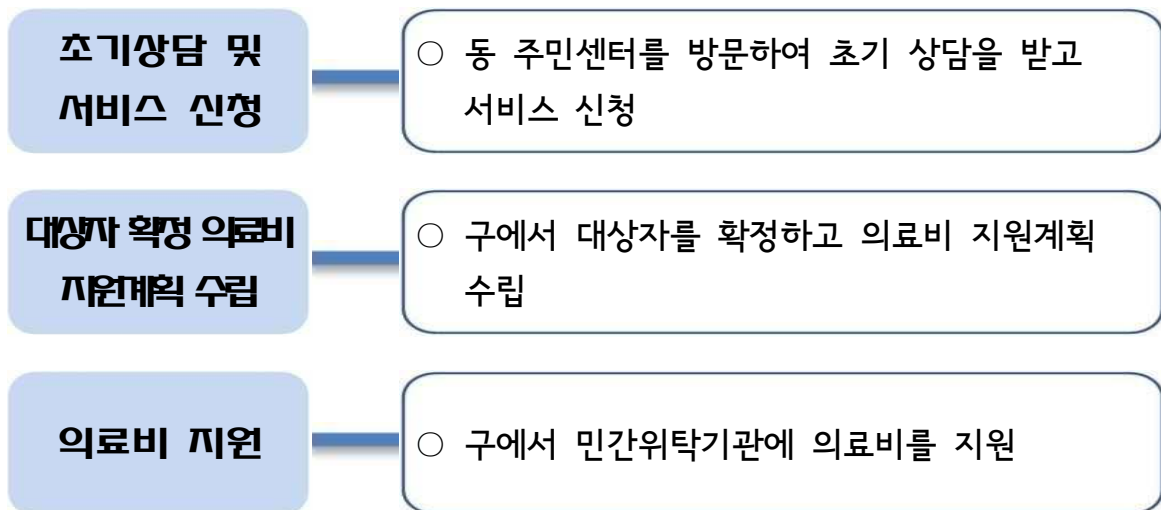 초기상담 및
서비스 신청
○ 동 주민센터를 방문하여 초기 상담을 받고
서비스 신청
대상자 확정 의료비
지원계획 수립
○ 구에서 대상자를 확정하고 의료비 지원계획
수립
의료비 지원
○ 구에서 민간위탁기관에 의료비를 지원